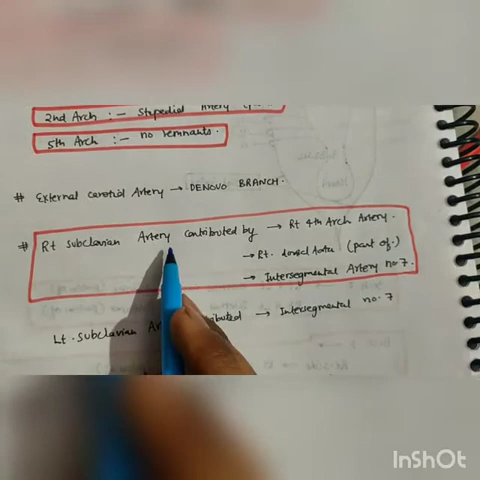 2nd Arch :- Stapedial Artery
5th Arch :- no remnants.
# External Carotid Artery → DENOVO BRANCH.
# Rt Subclavian Artery contributed by → Rt 4th Arch Artery.
→ Rt. dorsal Aorta (part of)
→ Intersegmental Artery no 7.
Lt. Subclavian → Intersegmental no. 7
InShOt